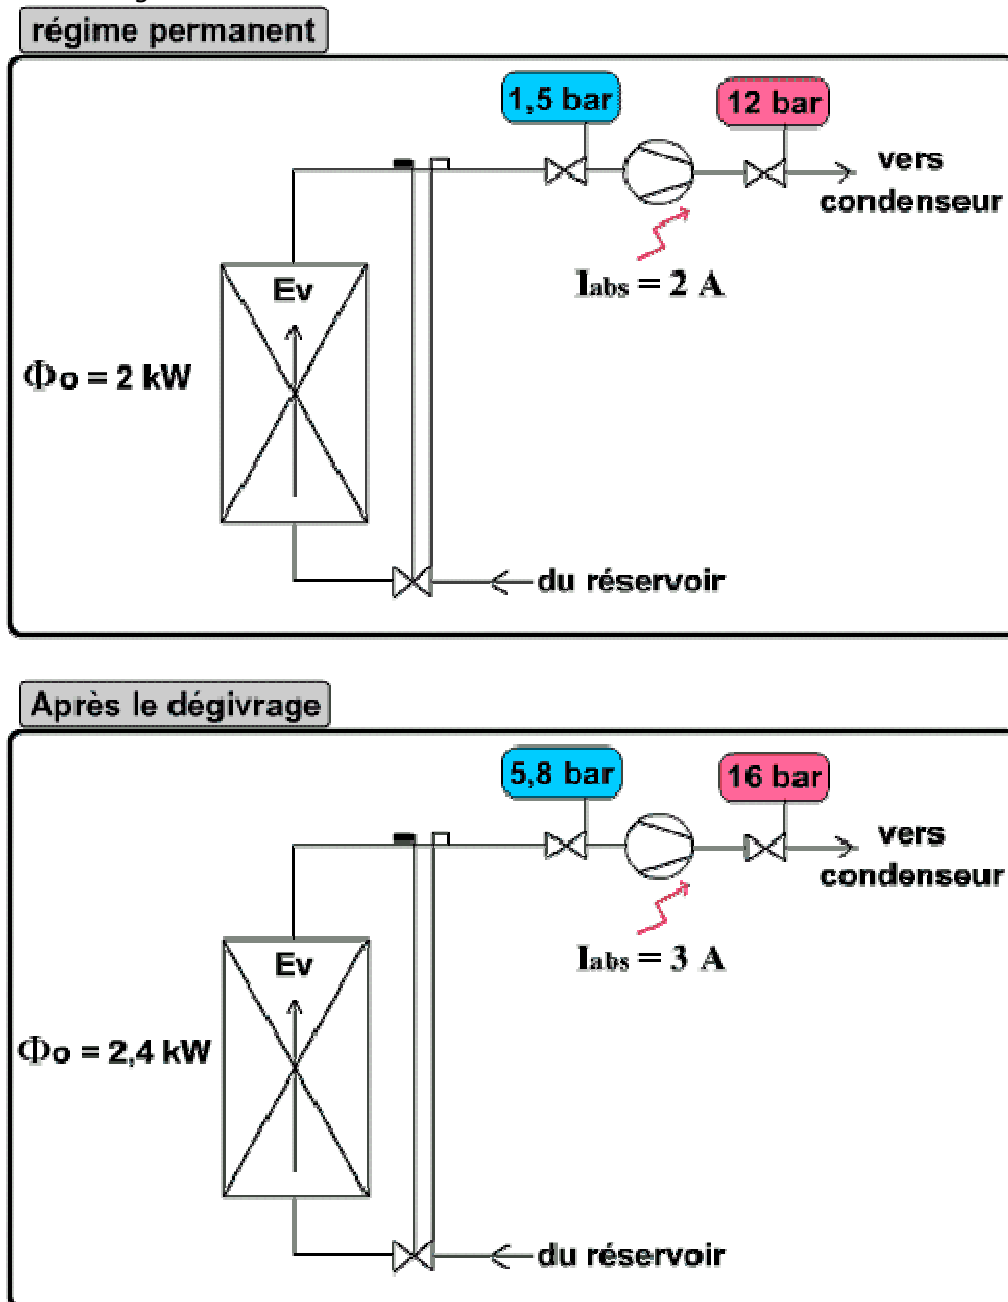 régime permanent
1,5 bar
12 bar
vers
condenseur
Iabs = 2 A
Ev
Φo = 2 kW
du réservoir
Après le dégivrage
5,8 bar
16 bar
vers
condenseur
Iabs = 3 A
Ev
Φo = 2,4 kW
du réservoir